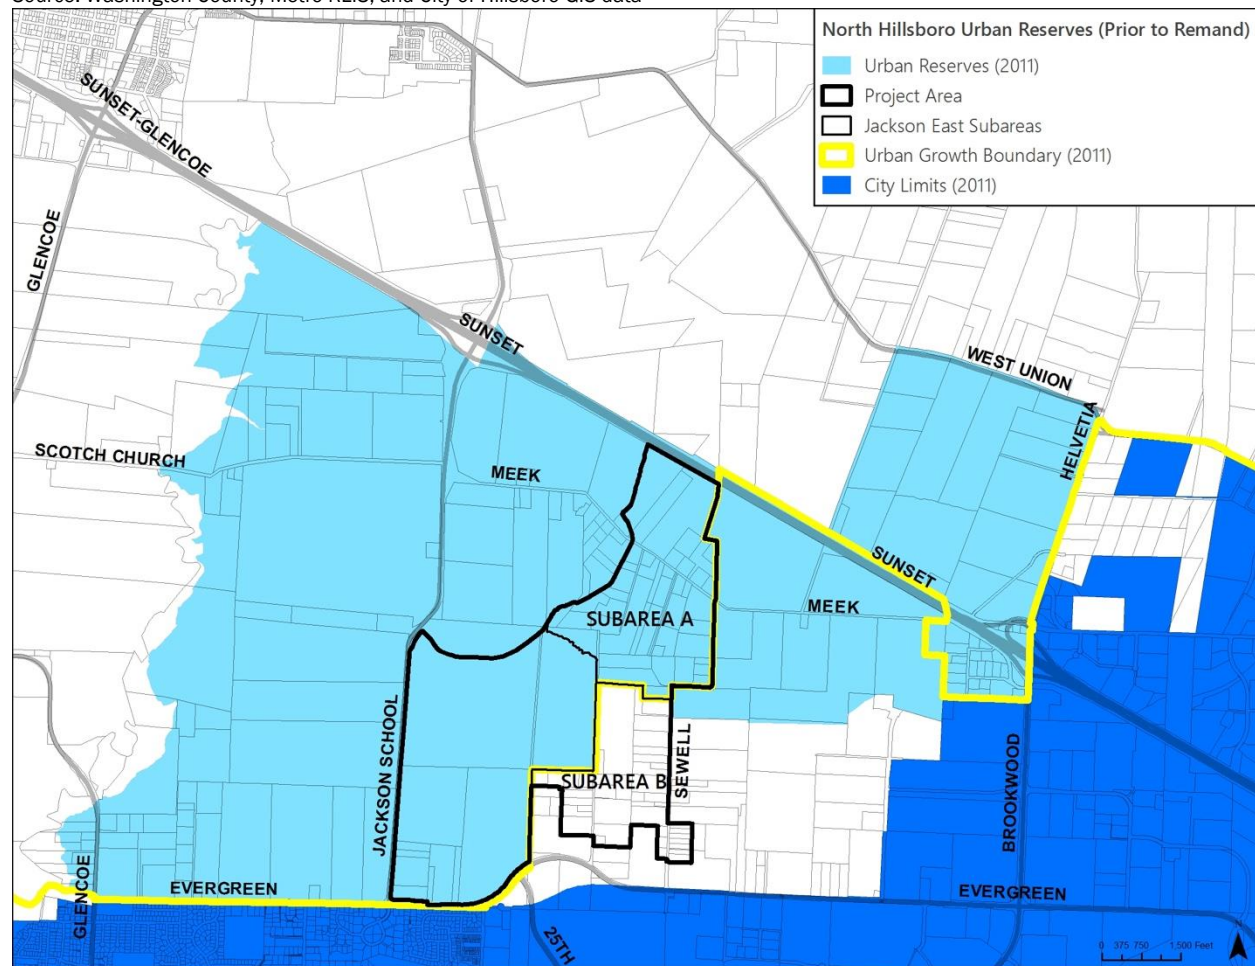 Source: Washington County, Metro RLIS, and City of Hillsboro GIS data
North Hillsboro Urban Reserves (Prior to Remand)
Urban Reserves (2011)
Project Area
Jackson East Subareas
Urban Growth Boundary (2011)
City Limits (2011)
SUNSET-GLENCOE
GLENCOE
SUNSET
WEST UNION
HELVETIA
SCOTCH CHURCH
MEEK
SUNSET
MEEK
SUBAREA A
JACKSON SCHOOL
SEWELL
BROOKWOOD
SUBAREA B
GLENCOE
EVERGREEN
EVERGREEN
25TH
N
0 375 750 1,500 Feet